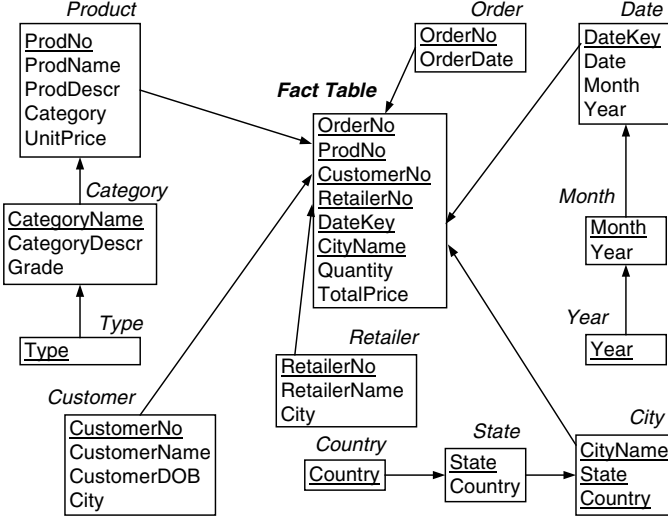 Product
ProdNo
ProdName
ProdDescr
Category
UnitPrice
Category
CategoryName
CategoryDescr
Grade
Type
Type
Customer
CustomerNo
CustomerName
CustomerDOB
City
Order
OrderNo
OrderDate
Fact Table
OrderNo
ProdNo
CustomerNo
RetailerNo
DateKey
CityName
Quantity
TotalPrice
Retailer
RetailerNo
RetailerName
City
Date
DateKey
Date
Month
Year
Month
Month
Year
Year
Year
Country
Country
State
State
Country
City
CityName
State
Country